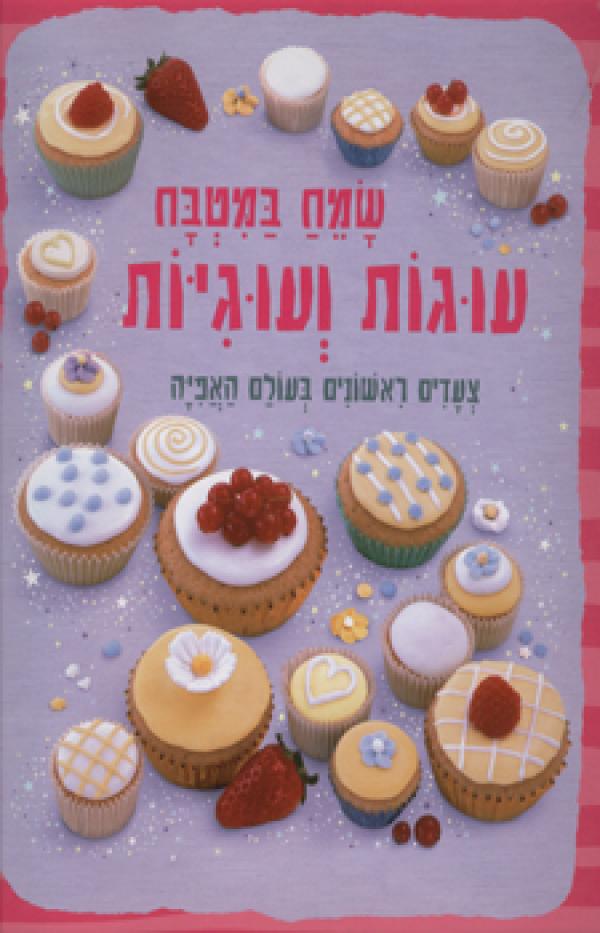 שָׂמֵחַ בַּמִּטְבָּח
עוּגוֹת וְעוּגִיּוֹת
צְעָדִים רִאשׁוֹנִים בְּעוֹלַם הָאֲפִיָּה